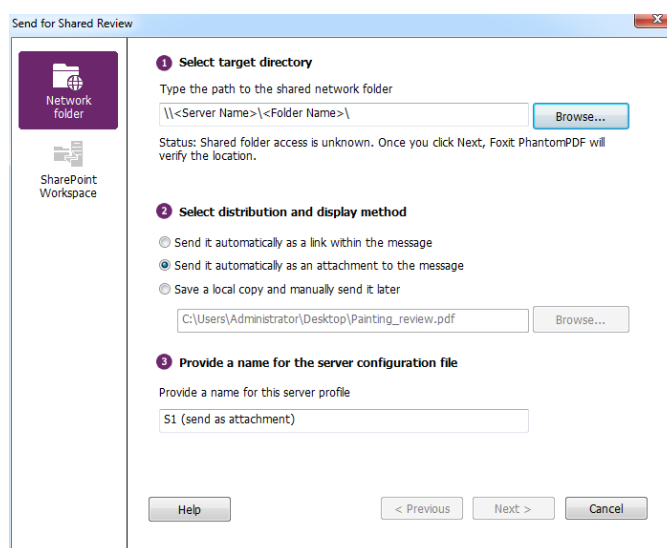 Send for Shared Review
Network
folder
SharePoint
Workspace
1 Select target directory
Type the path to the shared network folder
\\<Server Name>\<Folder Name>\
Browse...
Status: Shared folder access is unknown. Once you click Next, Foxit PhantomPDF will
verify the location.
2 Select distribution and display method
Send it automatically as a link within the message
Send it automatically as an attachment to the message
Save a local copy and manually send it later
C:\Users\Administrator\Desktop\Painting_review.pdf
Browse...
3 Provide a name for the server configuration file
Provide a name for this server profile
S1 (send as attachment)
Help
< Previous
Next >
Cancel